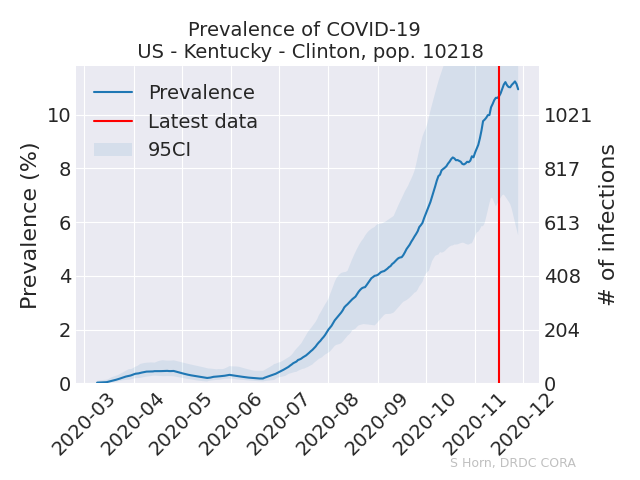 Prevalence of COVID-19
US - Kentucky - Clinton, pop. 10218
Prevalence
Latest data
95CI
Prevalence (%)
10
8
6
4
2
0
1021
817
613
408
204
0
# of infections
2020-03
2020-04
2020-05
2020-06
2020-07
2020-08
2020-09
2020-10
2020-11
2020-12
S Horn, DRDC CORA